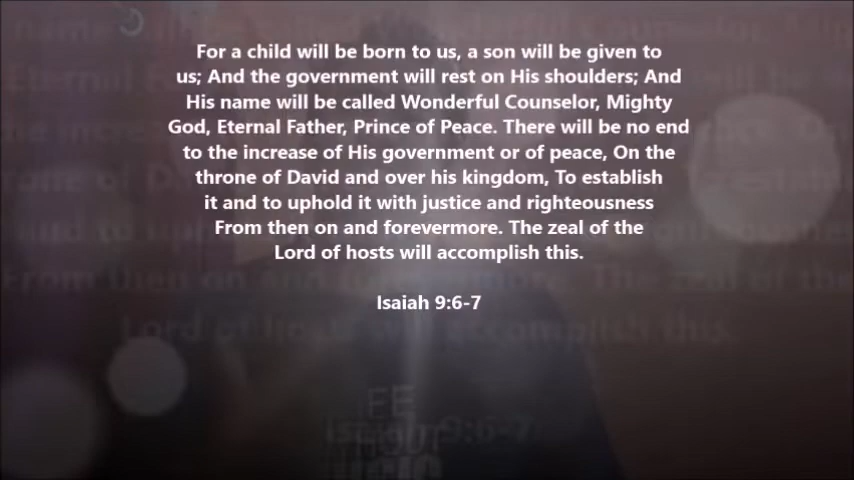 For a child will be born to us, a son will be given to
us; And the government will rest on His shoulders; And
His name will be called Wonderful Counselor, Mighty
God, Eternal Father, Prince of Peace. There will be no end
to the increase of His government or of peace, On the
throne of David and over his kingdom, To establish
it and to uphold it with justice and righteousness
From then on and forevermore. The zeal of the
Lord of hosts will accomplish this.
Isaiah 9:6-7